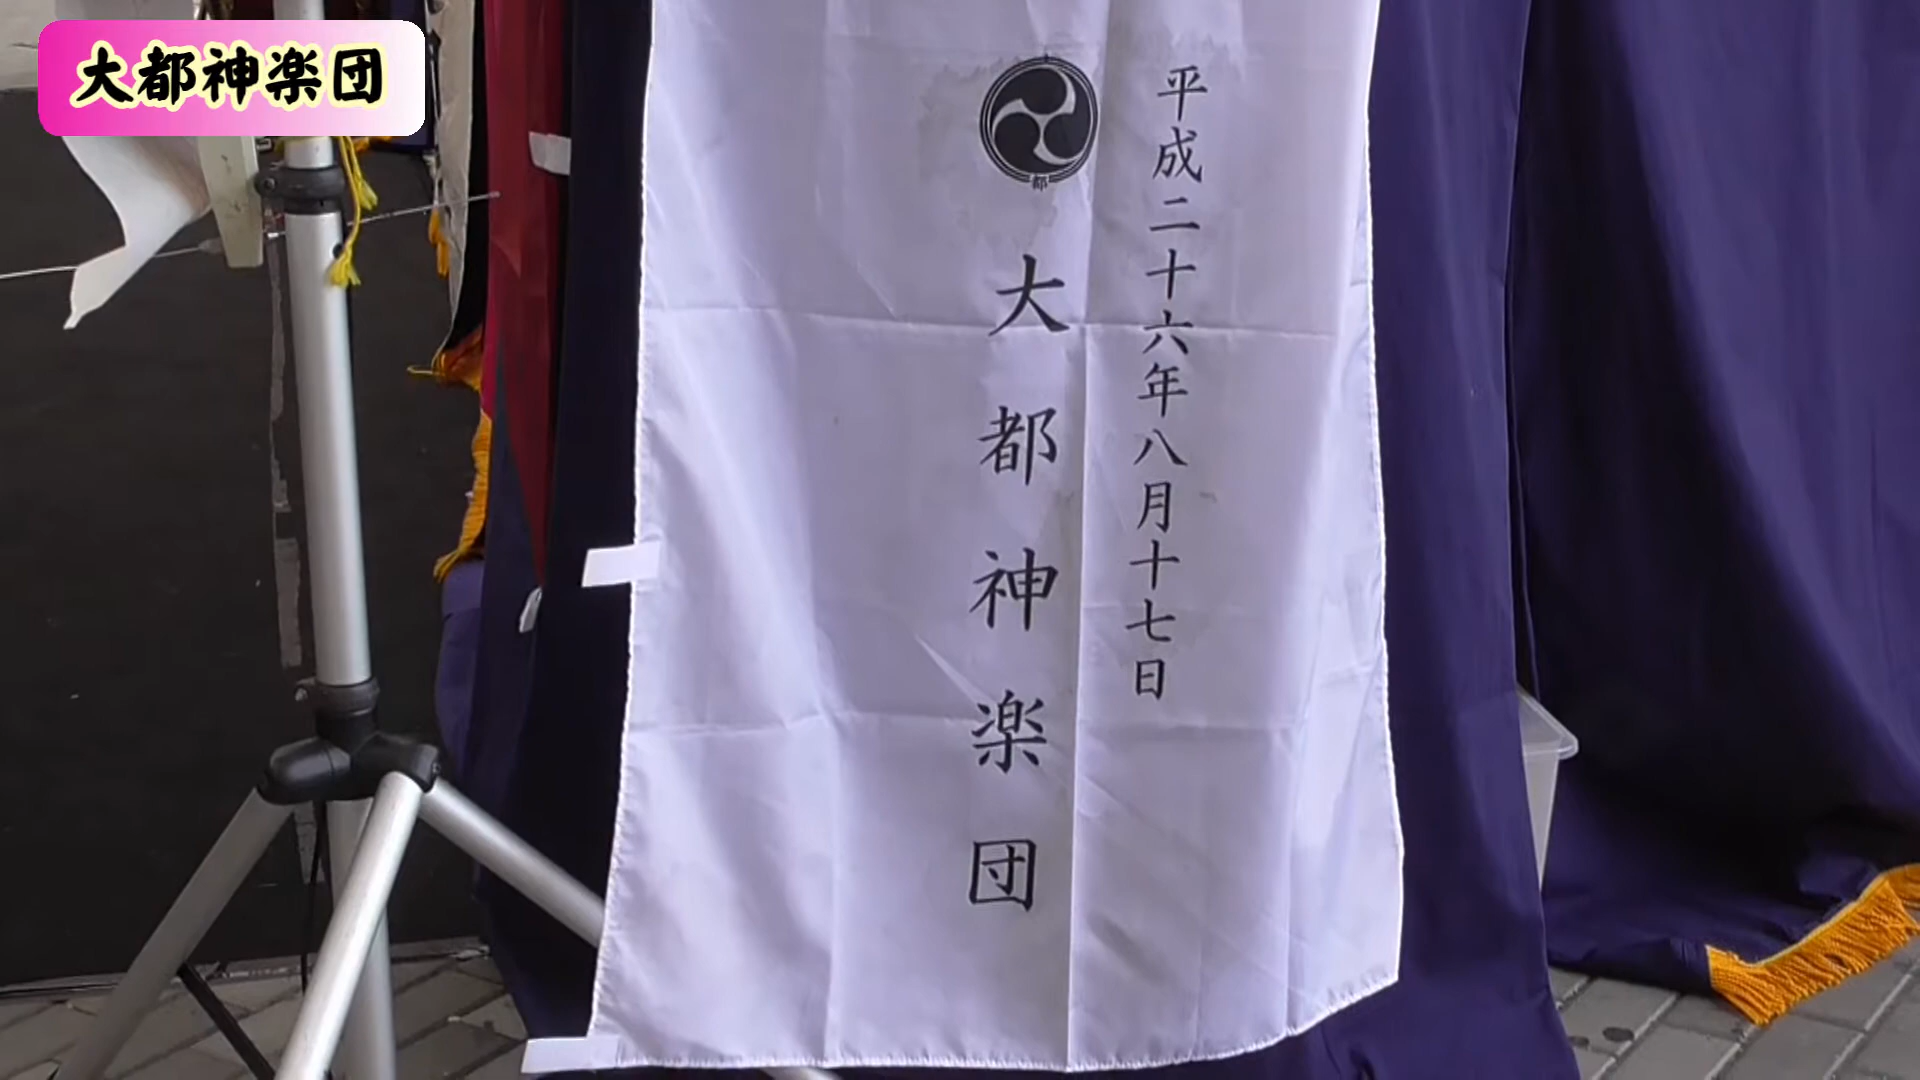 大都神楽団
平成二十六年八月十七日
都
大都神楽団